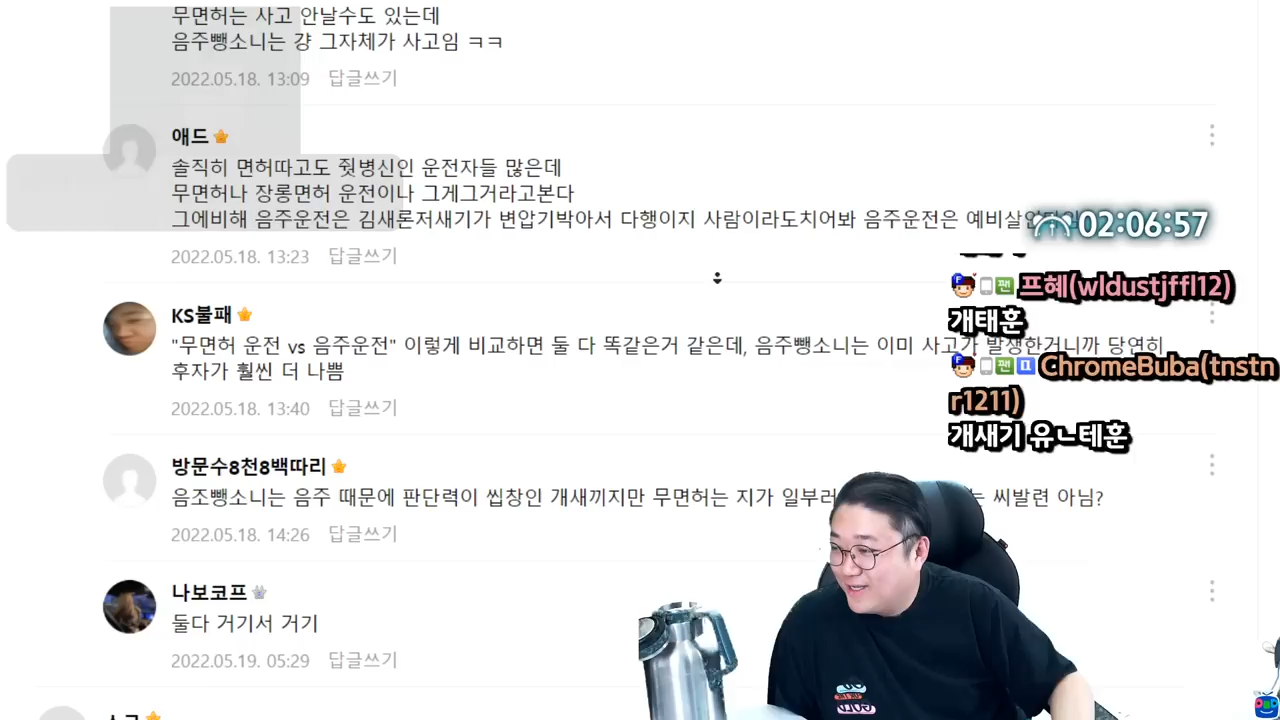 무면허는 사고 안날수도 있는데
음주뺑소니는 걍 그자체가 사고임 ㅋㅋ
2022.05.18. 13:09 답글쓰기
애드
솔직히 면허따고도 줫병신인 운전자들 많은데
무면허나 장롱면허 운전이나 그게그거라고본다
그에비해 음주운전은 김새론저새기가 변압기박아서 다행이지 사람이라도치어봐 음주운전은
02:06:57
2022.05.18. 13:23 답글쓰기
프혜(wldustjffl12)
개태훈
KS불패
"무면허 운전 vs 음주운전" 이렇게 비교하면 둘 다 똑같은거 같은데, 음주뺑소니는 이미 사고가 발생한거니까 당연히
후자가 훨씬 더 나쁨
ChromeBuba(tnstn
r1211)
개새기 유ㄴ테훈
2022.05.18. 13:40 답글쓰기
방문수8천8백따리
음조뺑소니는 음주 때문에 판단력이 씹창인 개새끼지만 무면허는 지가 일부러 씨발련 아님?
2022.05.18. 14:26 답글쓰기
나보코프
둘다 거기서 거기
2022.05.19. 05:29 답글쓰기